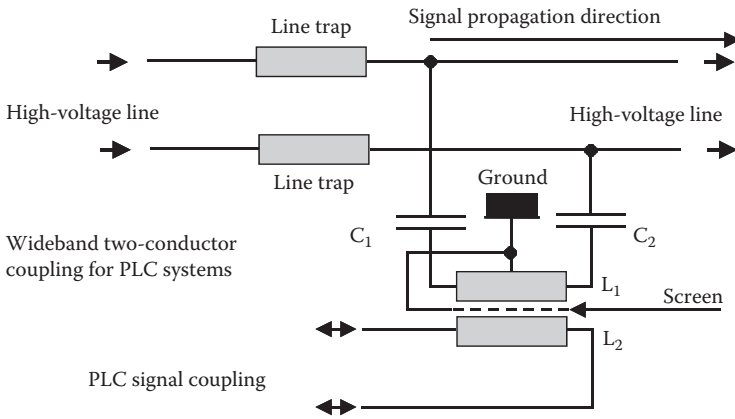 Signal propagation direction
Line trap
High-voltage line
High-voltage line
Line trap
Ground
C1
C2
Wideband two-conductor
coupling for PLC systems
L1
Screen
L2
PLC signal coupling